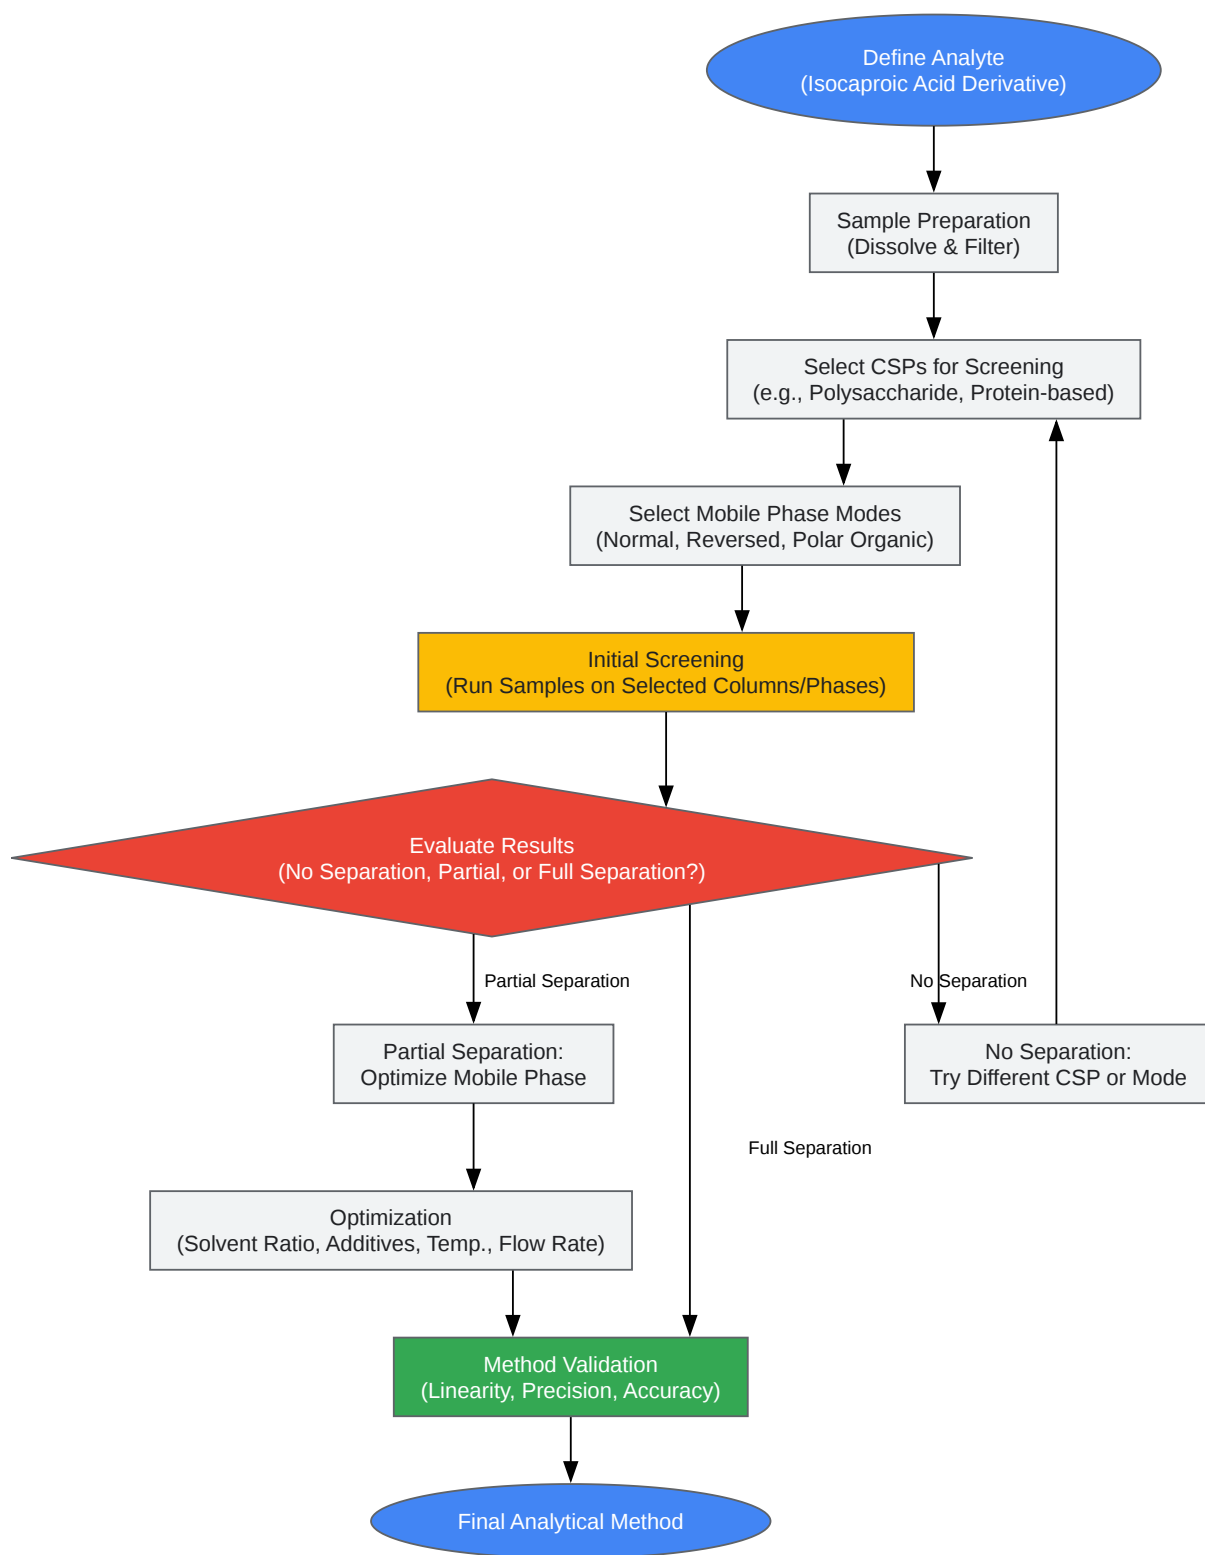 Define Analyte
(Isocaproic Acid Derivative)
Sample Preparation
(Dissolve & Filter)
Select CSPs for Screening
(e.g., Polysaccharide, Protein-based)
Select Mobile Phase Modes
(Normal, Reversed, Polar Organic)
Initial Screening
(Run Samples on Selected Columns/Phases)
Evaluate Results
(No Separation, Partial, or Full Separation?)
Partial Separation
No Separation
Partial Separation:
Optimize Mobile Phase
No Separation:
Try Different CSP or Mode
Full Separation
Optimization
(Solvent Ratio, Additives, Temp., Flow Rate)
Method Validation
(Linearity, Precision, Accuracy)
Final Analytical Method